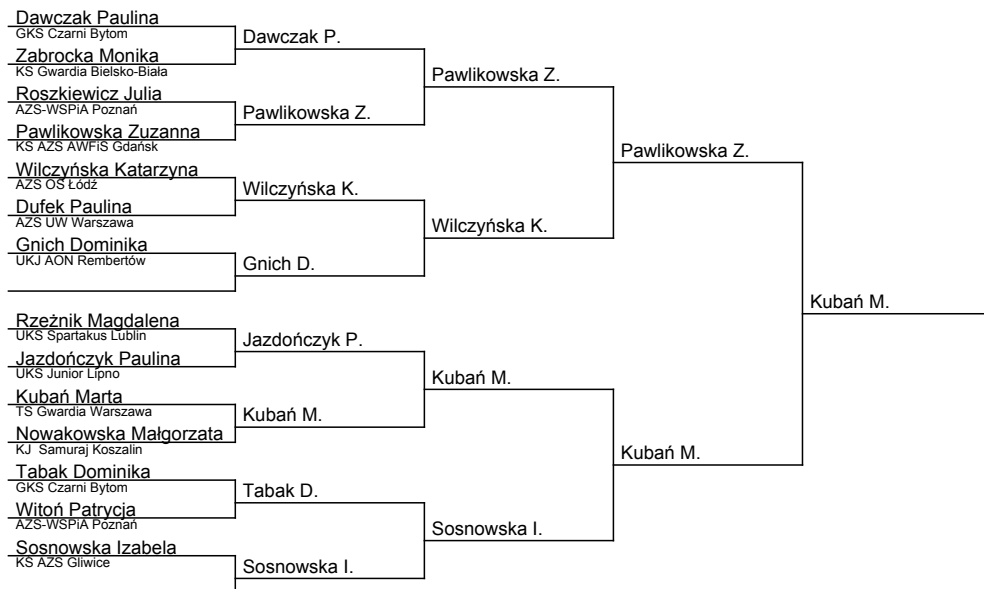 Dawczak Paulina
GKS Czarni Bytom
Zabrocka Monika
KS Gwardia Bielsko-Biała
Roszkiewicz Julia
AZS-WSPiA Poznań
Pawlikowska Zuzanna
KS AZS AWFiS Gdańsk
Wilczyńska Katarzyna
AZS OŚ Łódź
Dufek Paulina
AZS UW Warszawa
Gnich Dominika
UKJ AON Rembertów
Rzeżnik Magdalena
UKS Spartakus Lublin
Jazdończyk Paulina
UKS Junior Lipno
Kubań Marta
TS Gwardia Warszawa
Nowakowska Małgorzata
KJ  Samuraj Koszalin
Tabak Dominika
GKS Czarni Bytom
Witoń Patrycja
AZS-WSPiA Poznań
Sosnowska Izabela
KS AZS Gliwice
Dawczak P.
Pawlikowska Z.
Wilczyńska K.
Gnich D.
Jazdończyk P.
Kubań M.
Tabak D.
Sosnowska I.
Pawlikowska Z.
Wilczyńska K.
Kubań M.
Sosnowska I.
Pawlikowska Z.
Kubań M.
Kubań M.